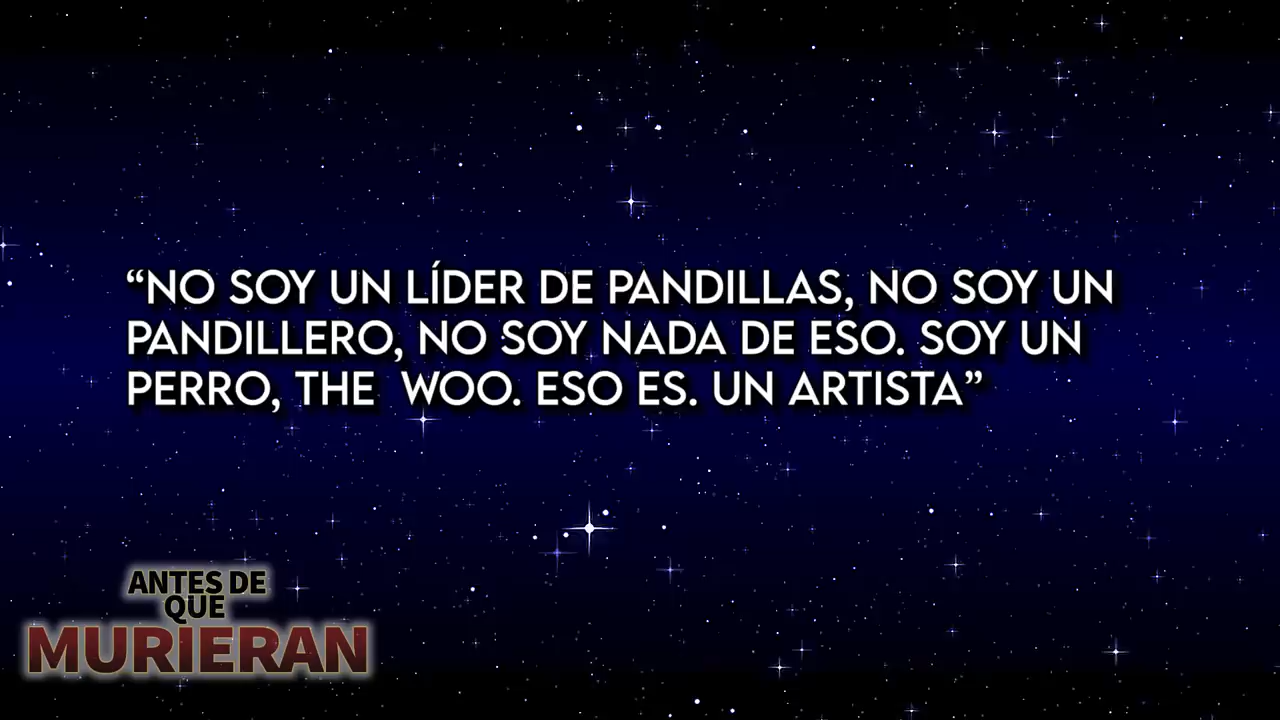 “NO SOY UN LÍDER DE PANDILLAS, NO SOY UN
PANDILLERO, NO SOY NADA DE ESO. SOY UN
PERRO, THE WOO. ESO ES. UN ARTISTA”
ANTES DE
QUE
MURIERAN